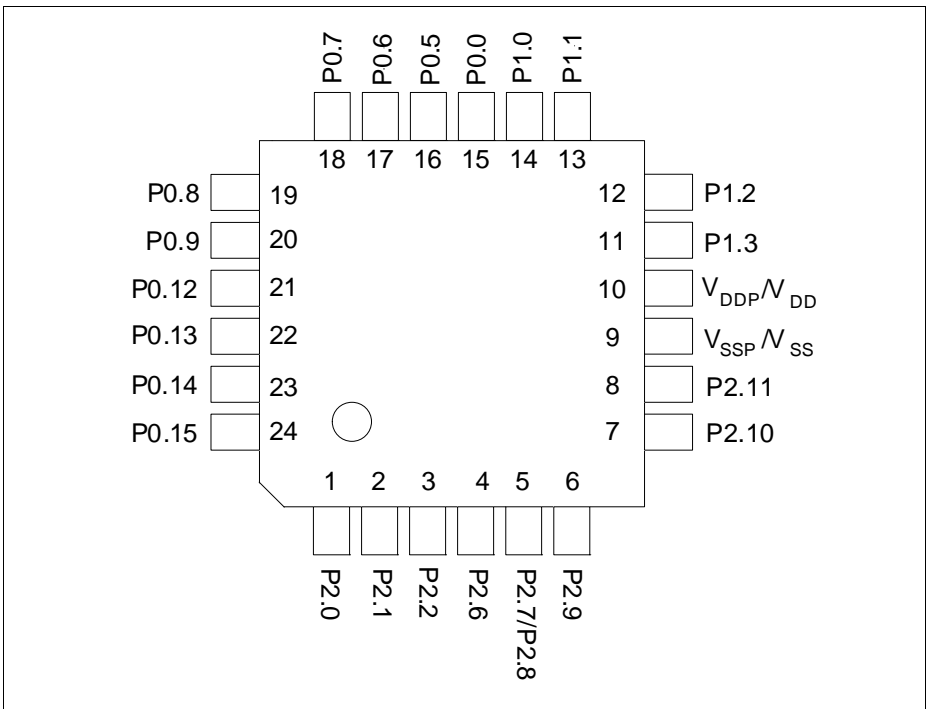 P0.7 P0.6 P0.5 P0.0 P1.0 P1.1
18 17 16 15 14 13
P0.8 19 12 P1.2
P0.9 20 11 P1.3
P0.12 21 10 VDDP/VDD
P0.13 22 9 VSSP/VSS
P0.14 23 8 P2.11
P0.15 24 7 P2.10
1 2 3 4 5 6
P2.0 P2.1 P2.2 P2.6 P2.7/P2.8 P2.9